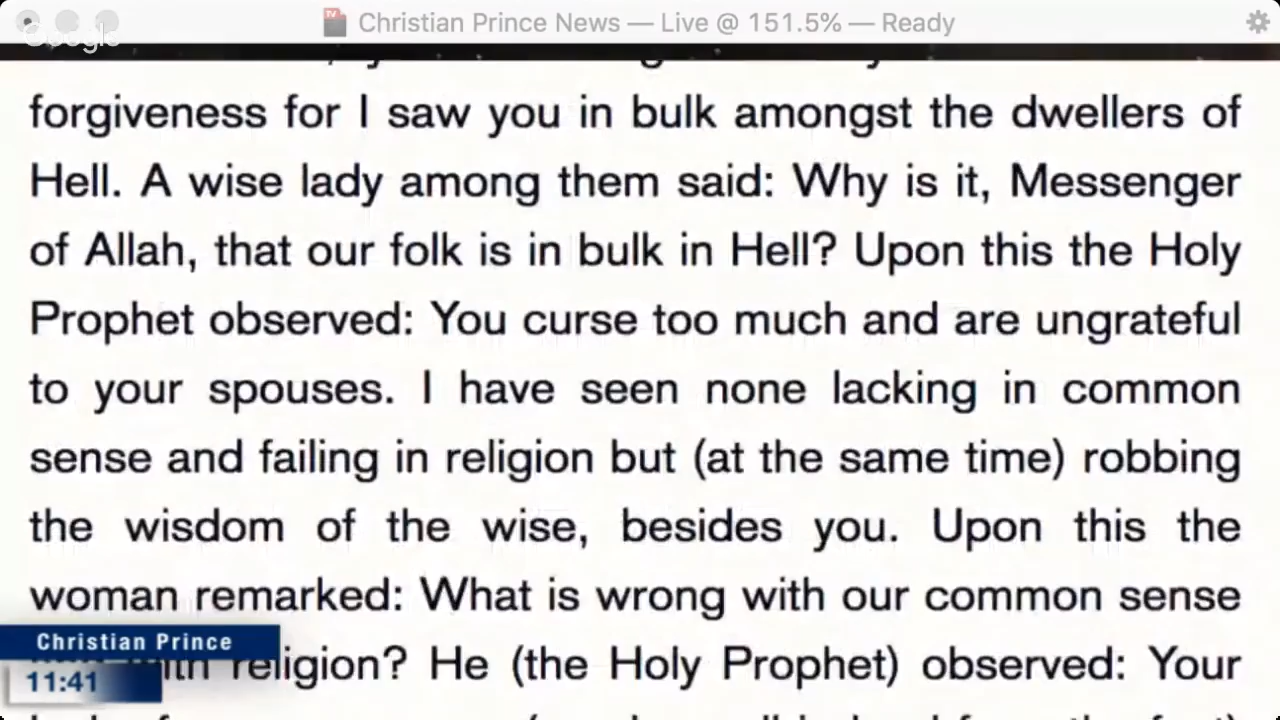 Christian Prince News — Live @ 151.5% — Ready
Google
forgiveness for I saw you in bulk amongst the dwellers of
Hell. A wise lady among them said: Why is it, Messenger
of Allah, that our folk is in bulk in Hell? Upon this the Holy
Prophet observed: You curse too much and are ungrateful
to your spouses. I have seen none lacking in common
sense and failing in religion but (at the same time) robbing
the wisdom of the wise, besides you. Upon this the
woman remarked: What is wrong with our common sense
with religion? He (the Holy Prophet) observed: Your
Christian Prince
11:41